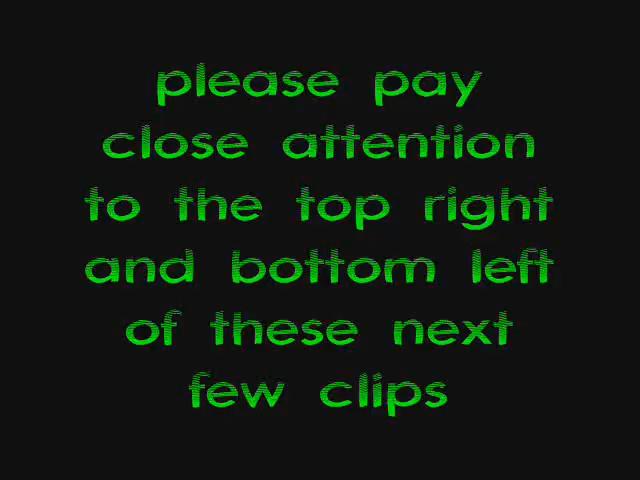 please pay
close attention
to the top right
and bottom left
of these next
few clips